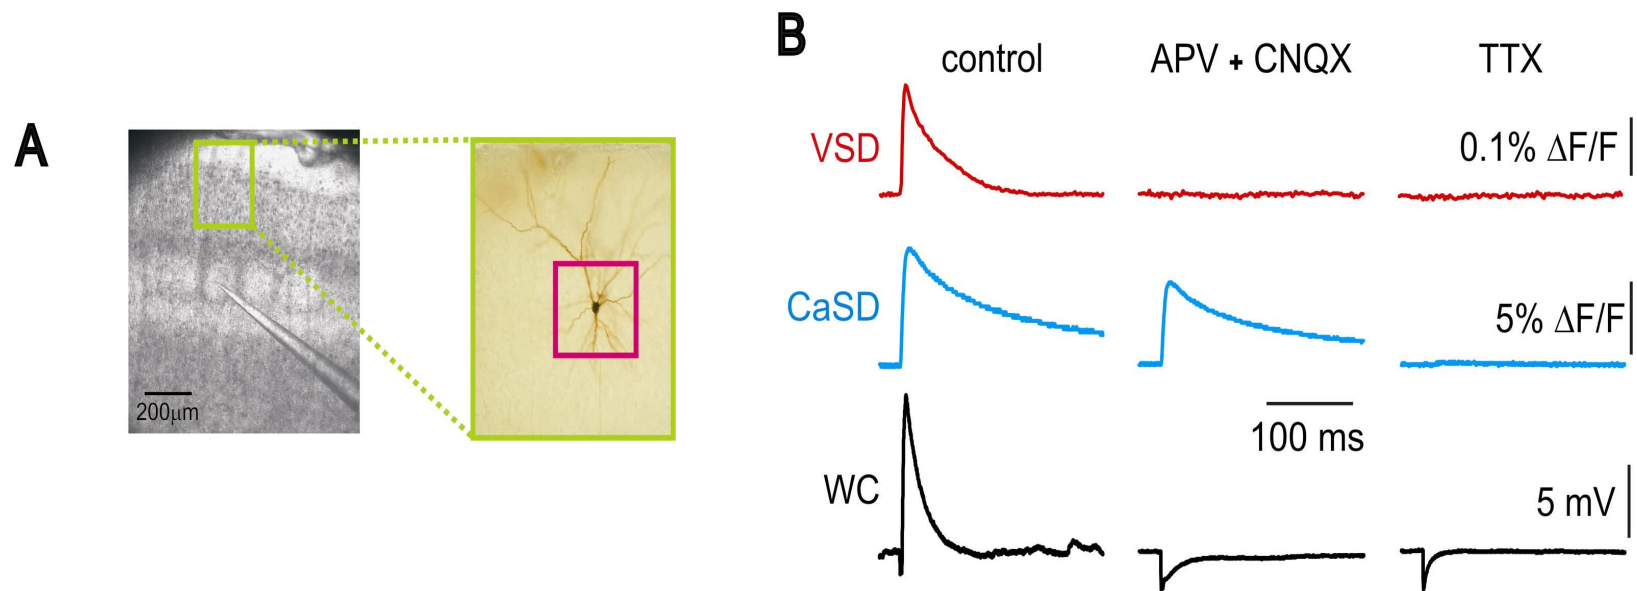 A
200μm
B
control
APV + CNQX
TTX
VSD
0.1% ΔF/F
CaSD
5% ΔF/F
100 ms
WC
5 mV